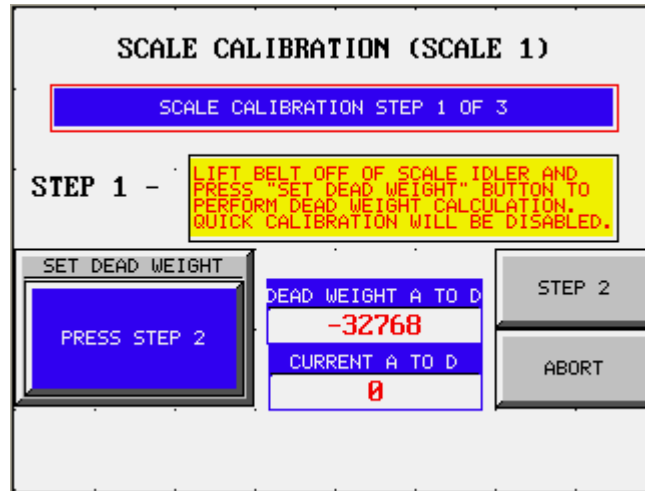 SCALE CALIBRATION (SCALE 1)
SCALE CALIBRATION STEP 1 OF 3
STEP 1 -
LIFT BELT OFF OF SCALE IDLER AND
PRESS "SET DEAD WEIGHT" BUTTON TO
PERFORM DEAD WEIGHT CALCULATION.
QUICK CALIBRATION WILL BE DISABLED.
SET DEAD WEIGHT
PRESS STEP 2
DEAD WEIGHT A TO D
-32768
CURRENT A TO D
0
STEP 2
ABORT